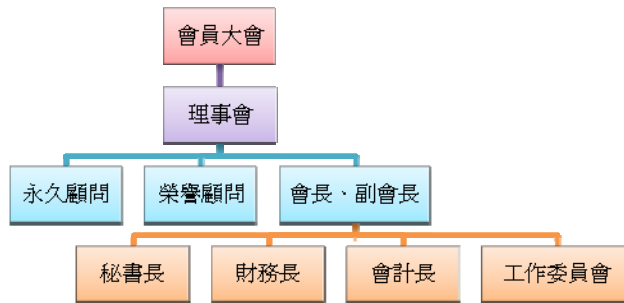 會員大會
理事會
永久顧問
榮譽顧問
會長、副會長
秘書長
財務長
會計長
工作委員會